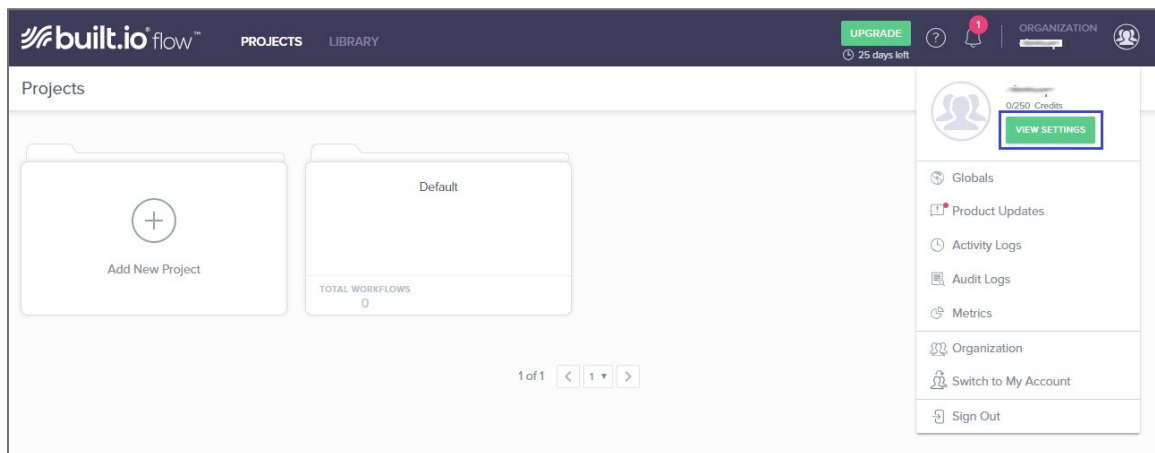 built.io flow™
PROJECTS
LIBRARY
UPGRADE
25 days left
?
1
ORGANIZATION
Projects
0/250 Credits
VIEW SETTINGS
Add New Project
Default
TOTAL WORKFLOWS
0
Globals
Product Updates
Activity Logs
Audit Logs
Metrics
Organization
Switch to My Account
Sign Out
1 of 1 < 1 ▼ >